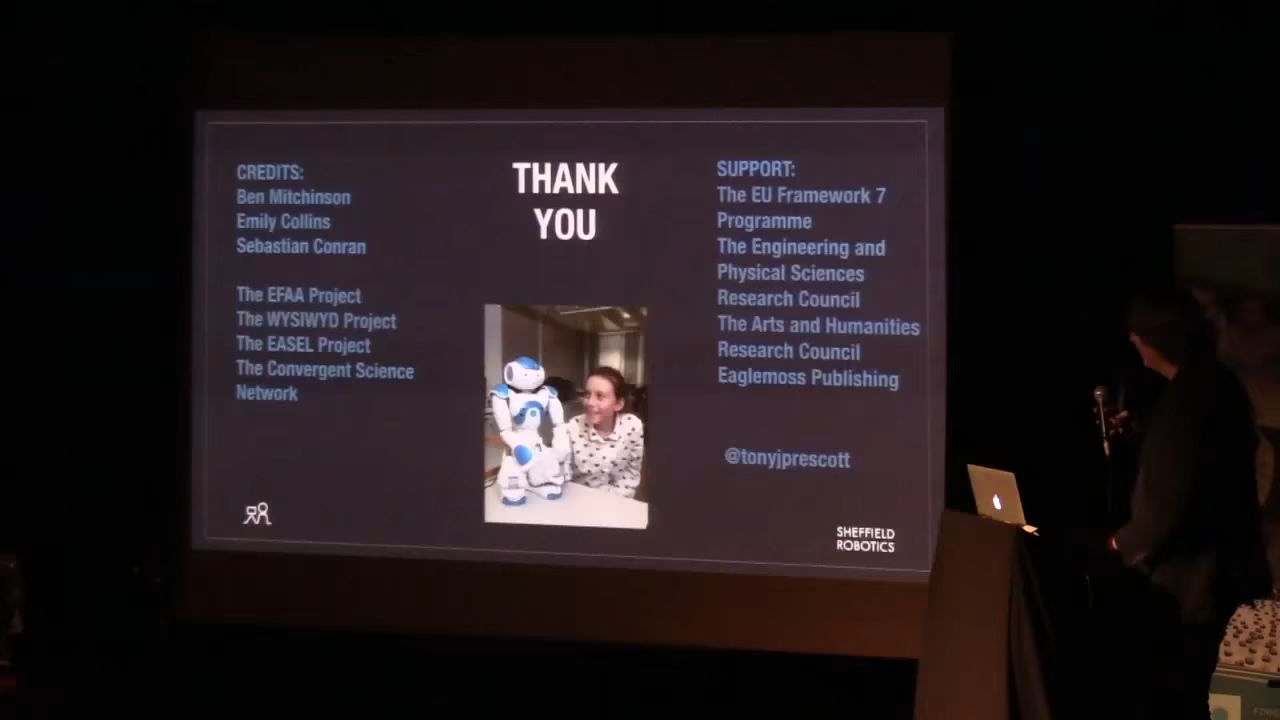 CREDITS:
Ben Mitchinson
Emily Collins
Sebastian Conran
The EFAA Project
The WYSIWYD Project
The EASEL Project
The Convergent Science
Network
THANK
YOU
SUPPORT:
The EU Framework 7
Programme
The Engineering and
Physical Sciences
Research Council
The Arts and Humanities
Research Council
Eaglemoss Publishing
@tonyjprescott
SHEFFIELD
ROBOTICS